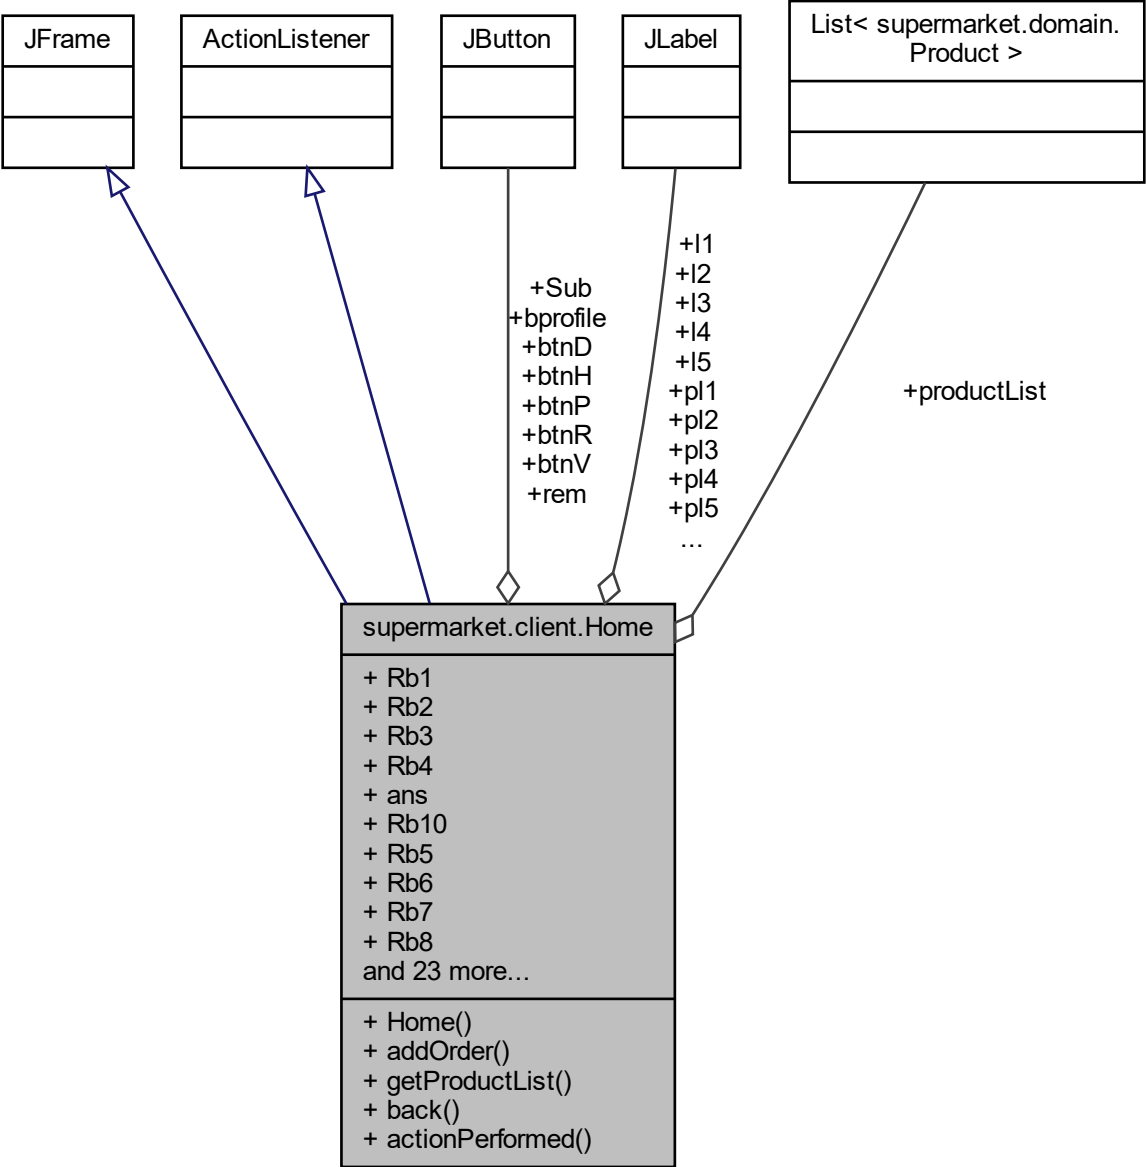 JFrame
ActionListener
JButton
JLabel
List< supermarket.domain.
Product >
+Sub
+bprofile
+btnD
+btnH
+btnP
+btnR
+btnV
+rem
+l1
+l2
+l3
+l4
+l5
+pl1
+pl2
+pl3
+pl4
+pl5
...
+productList
supermarket.client.Home
+ Rb1
+ Rb2
+ Rb3
+ Rb4
+ ans
+ Rb10
+ Rb5
+ Rb6
+ Rb7
+ Rb8
and 23 more...
+ Home()
+ addOrder()
+ getProductList()
+ back()
+ actionPerformed()